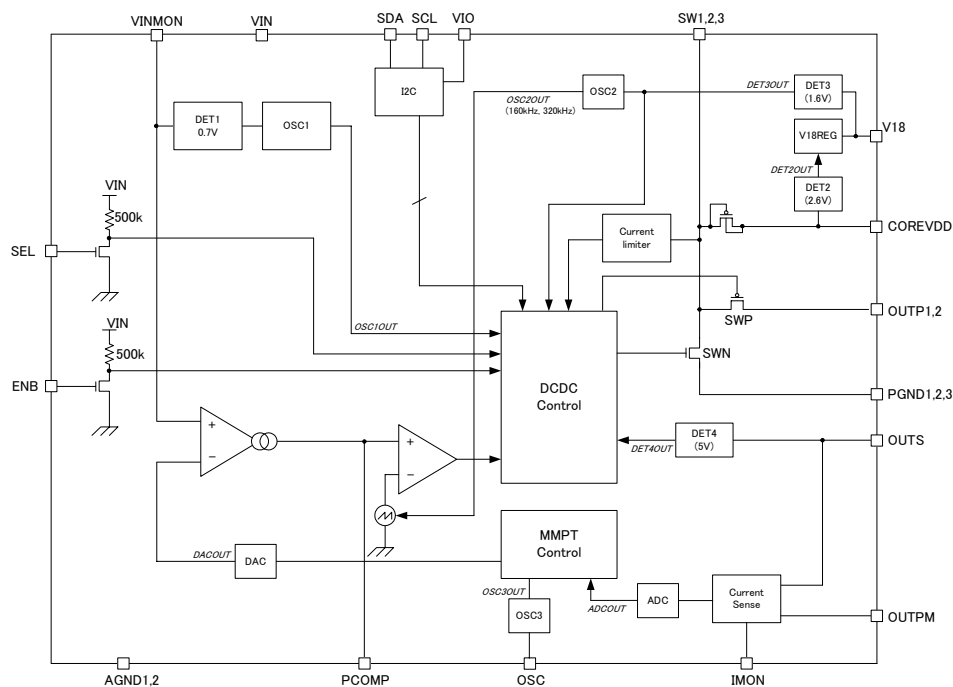 VINMON
VIN
SDA
SCL
VIO
SW1,2,3
DET1
0.7V
OSC1
I2C
OSC2OUT
(160kHz, 320kHz)
OSC2
DET3OUT
DET3
(1.6V)
V18
V18REG
DET2OUT
DET2
(2.6V)
VIN
500k
SEL
Current
limiter
COREVDD
SWP
OUTP1,2
OSC1OUT
VIN
500k
ENB
SWN
DCDC
Control
PGND1,2,3
+
−
+
−
DET4OUT
DET4
(5V)
OUTS
MMPT
Control
DACOUT
DAC
OSC3OUT
OSC3
ADCOUT
ADC
Current
Sense
OUTPM
AGND1,2
PCOMP
OSC
IMON